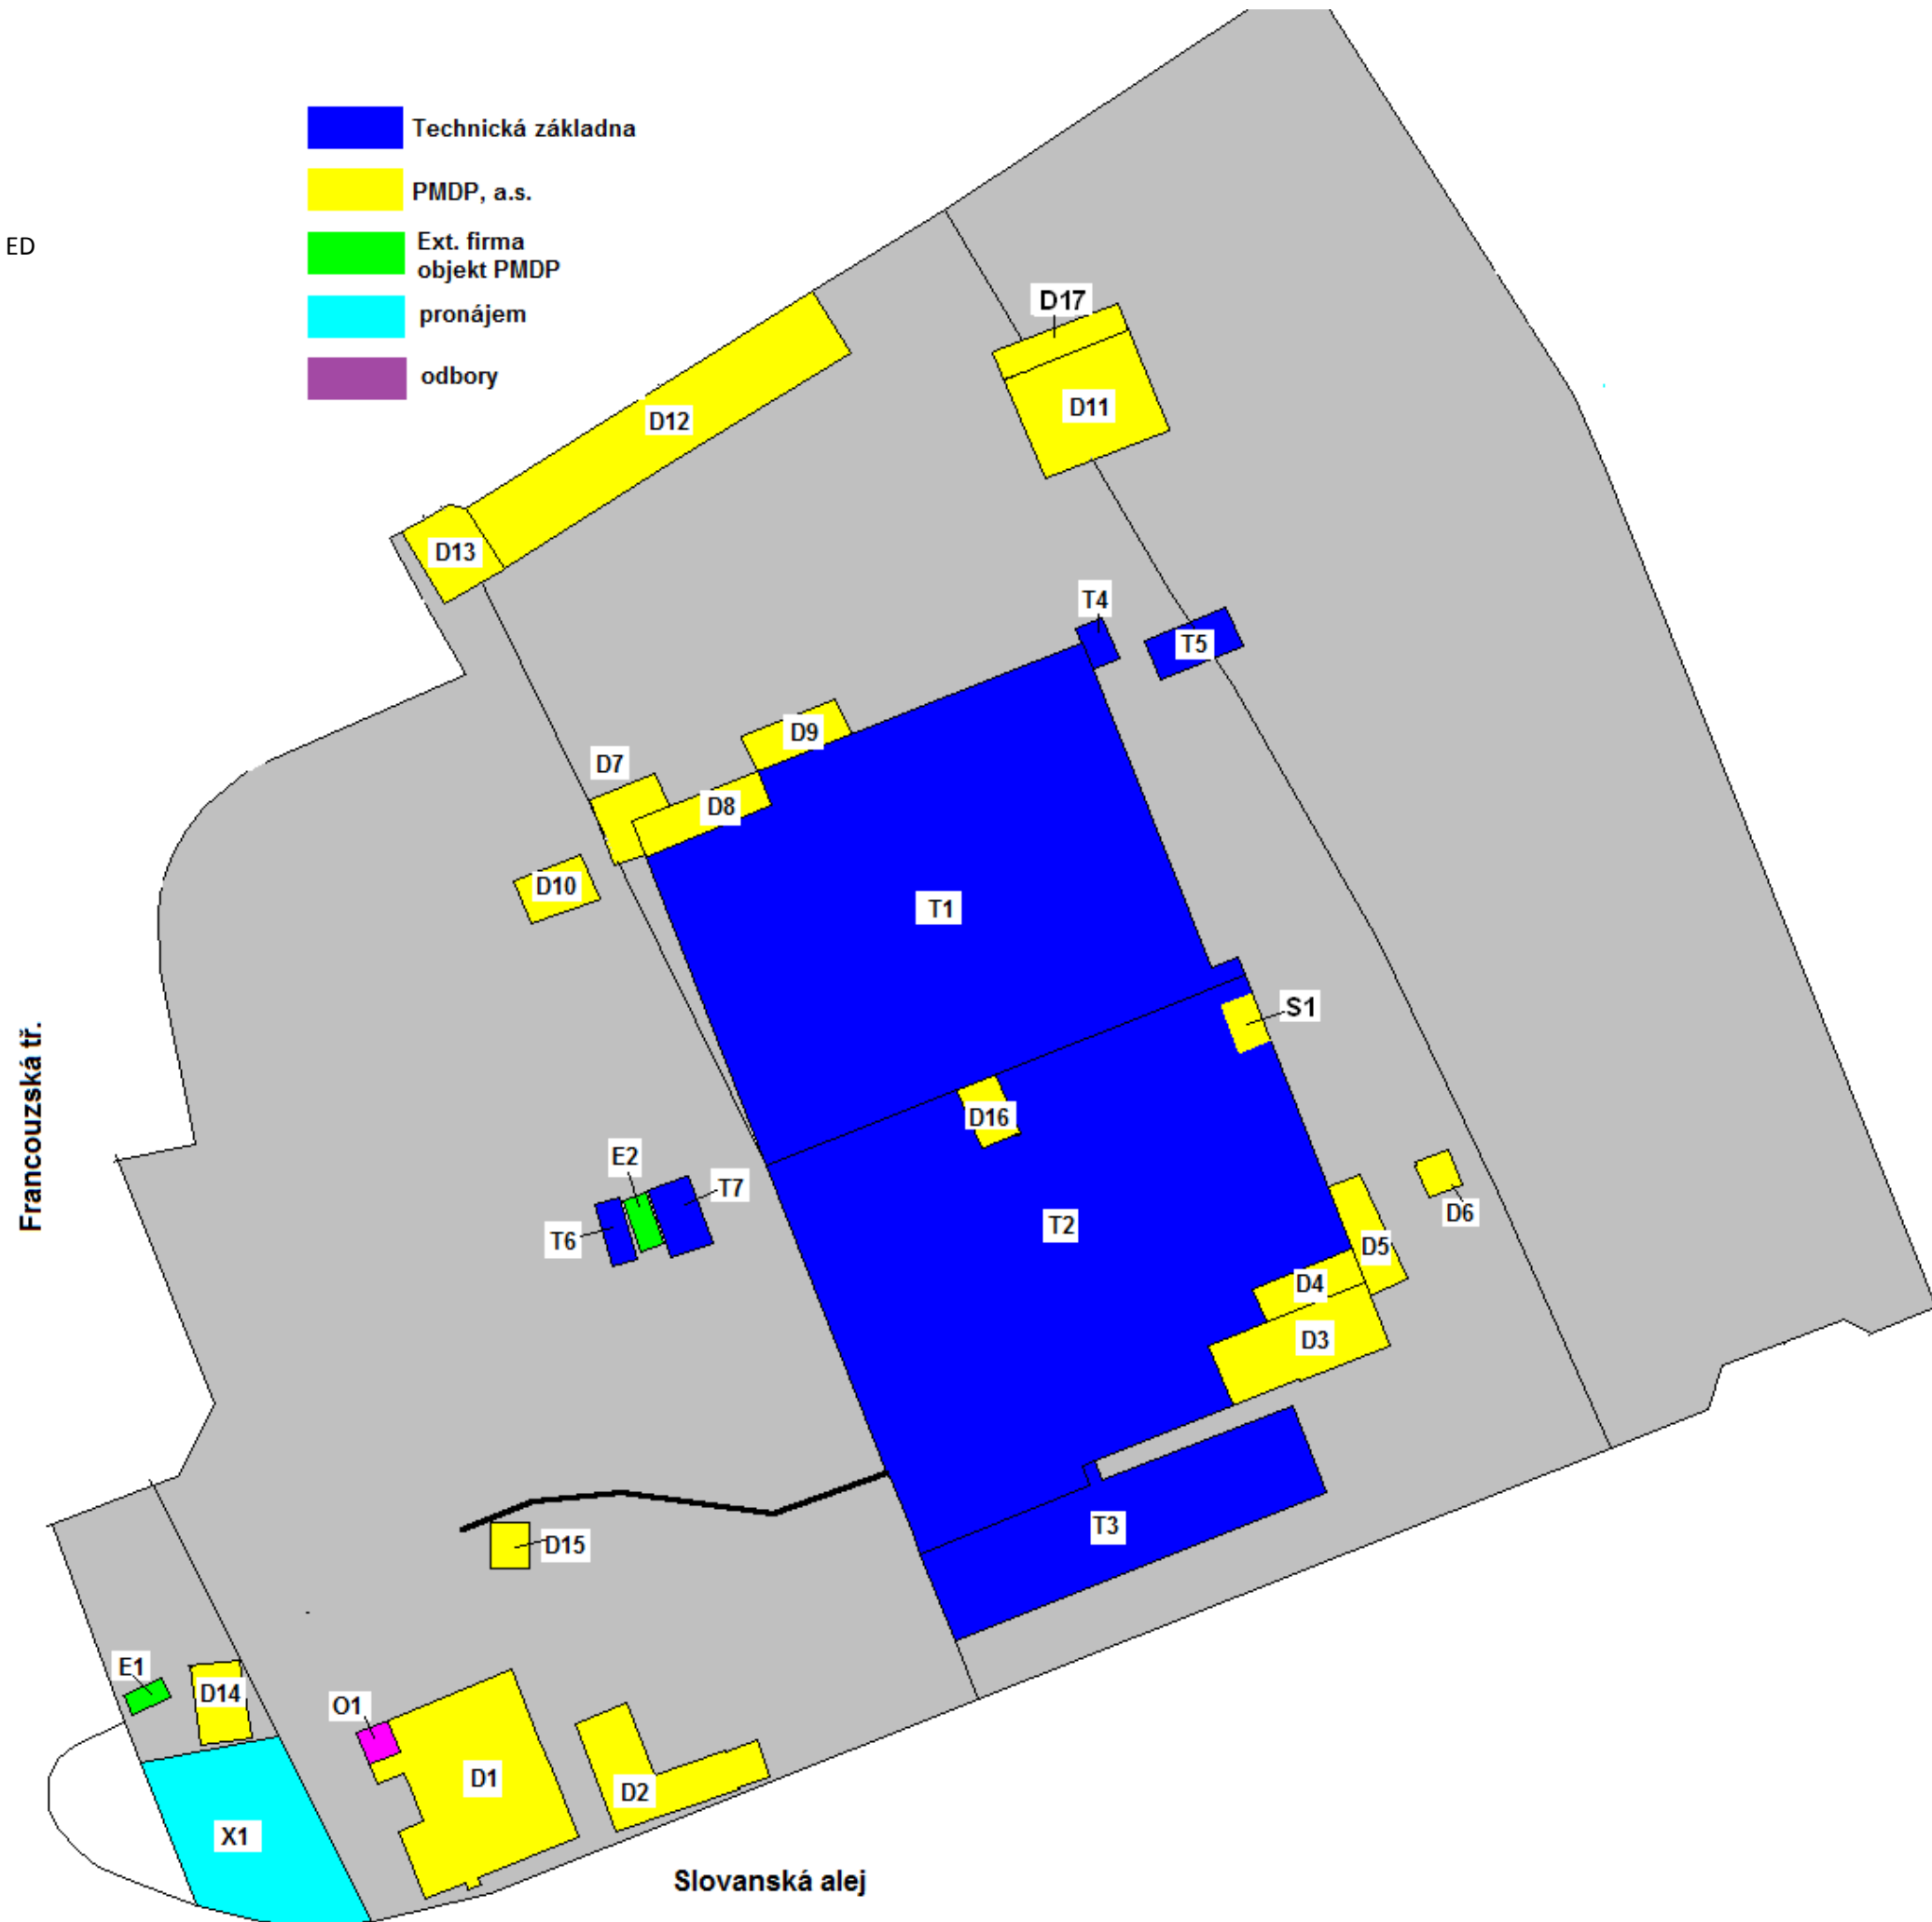 Technická základna
PMDP, a.s.
Ext. firma
objekt PMDP
pronájem
odbory
ED
D17
D11
D12
D13
T4
T5
D9
D7
D8
D10
T1
S1
D16
E2
T7
T6
T2
D6
D5
D4
D3
Francouzská tř.
T3
D15
E1
D14
O1
D1
D2
X1
Slovanská alej